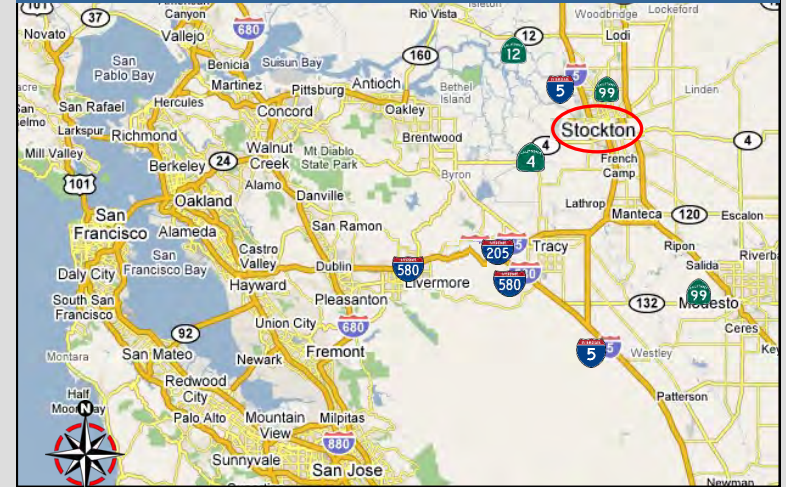 101
37
Canyon
Novato
Vallejo
680
Rio Vista
Isleton
Woodbridge
Lockeford
12
Lodi
12
160
San
Pablo Bay
Benicia
Suisun Bay
Martinez
Pittsburg
Antioch
Bethel
Island
5
5
99
Linden
San Rafael
Hercules
Concord
Oakley
Larkspur
Richmond
Brentwood
Stockton
4
4
4
Mill Valley
Berkeley
24
Walnut
Creek
Mt Diablo
State Park
Byron
French
Camp
101
Alamo
Danville
Oakland
Lathrop
San
Francisco
Alameda
San Ramon
Manteca
120
Escalon
Castro
Valley
Dublin
580
205
Tracy
Ripon
San
Francisco Bay
Daly City
Hayward
Livermore
580
Salida
Riverb
South San
Francisco
Pleasanton
132
99
Modesto
Union City
680
Ceres
92
Montara
San Mateo
Newark
Fremont
5
5
Westley
Key
Redwood
City
Half
Moon Bay
N
Palo Alto
Mountain
View
Milpitas
Patterson
880
Sunnyvale
San Jose
Newman